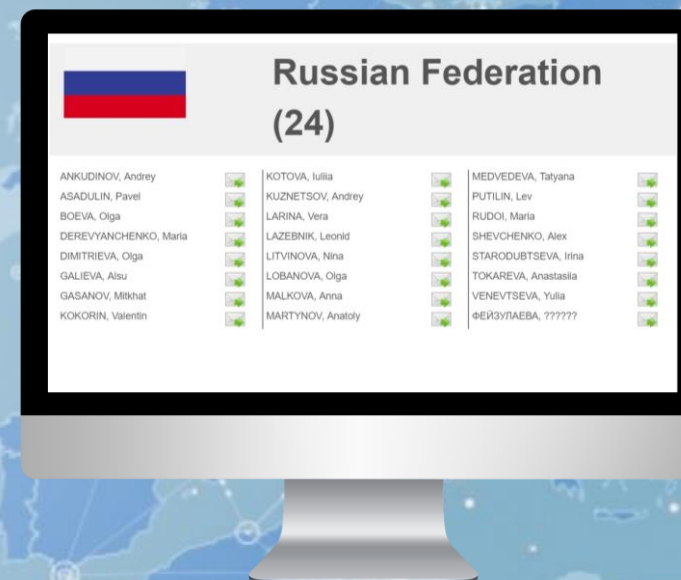 Russian Federation
(24)
ANKUDINOV, Andrey
ASADULIN, Pavel
BOEVA, Olga
DEREVYANCHENKO, Maria
DIMITRIEVA, Olga
GALIEVA, Alsu
GASANOV, Mitkhat
KOKORIN, Valentin
KOTOVA, Iuliia
KUZNETSOV, Andrey
LARINA, Vera
LAZEBNIK, Leonid
LITVINOVA, Nina
LOBANOVA, Olga
MALKOVA, Anna
MARTYNOV, Anatoly
MEDVEDEVA, Tatyana
PUTILIN, Lev
RUDOI, Maria
SHEVCHENKO, Alex
STARODUBTSEVA, Irina
TOKAREVA, Anastasiia
VENEVTSEVA, Yulia
ФЕЙЗУЛАЕВА, ??????